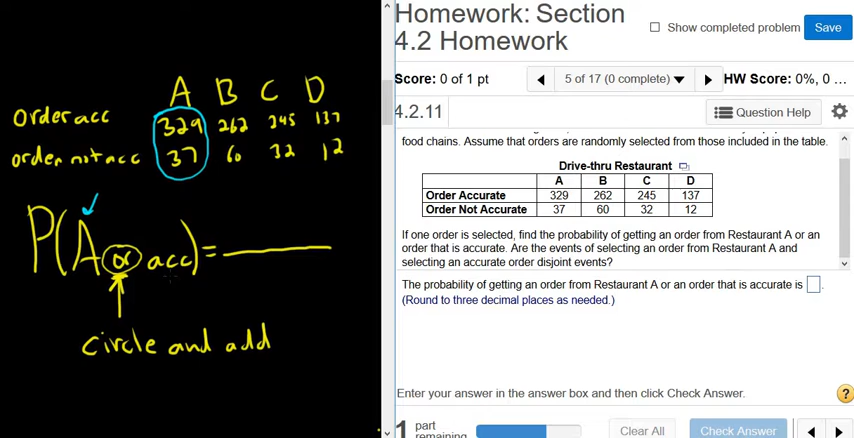 A B C D
order acc 329 262 245 137
order not acc 37 60 32 12
P(A or acc) =
circle and add
Homework: Section
4.2 Homework
Show completed problem
Save
Score: 0 of 1 pt
5 of 17 (0 complete)
HW Score: 0%, 0 ...
4.2.11
Question Help
food chains. Assume that orders are randomly selected from those included in the table.
Drive-thru Restaurant
A B C D
Order Accurate 329 262 245 137
Order Not Accurate 37 60 32 12
If one order is selected, find the probability of getting an order from Restaurant A or an
order that is accurate. Are the events of selecting an order from Restaurant A and
selecting an accurate order disjoint events?
The probability of getting an order from Restaurant A or an order that is accurate is .
(Round to three decimal places as needed.)
Enter your answer in the answer box and then click Check Answer.
?
1 part
remaining
Clear All
Check Answer